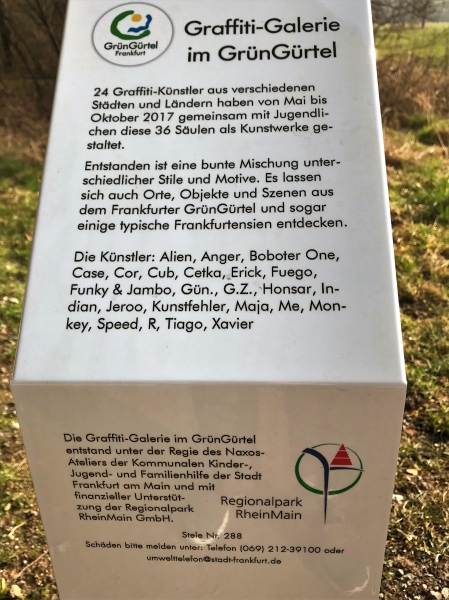 GrünGürtel
Frankfurt
Graffiti-Galerie
im GrünGürtel
24 Graffiti-Künstler aus verschiedenen
Städten und Ländern haben von Mai bis
Oktober 2017 gemeinsam mit Jugendli-
chen diese 36 Säulen als Kunstwerke ge-
staltet.
Entstanden ist eine bunte Mischung unter-
schiedlicher Stile und Motive. Es lassen
sich auch Orte, Objekte und Szenen aus
dem Frankfurter GrünGürtel und sogar
einige typische Frankfurtensien entdecken.
Die Künstler: Alien, Anger, Boboter One,
Case, Cor, Cub, Cetka, Erick, Fuego,
Funky & Jambo, Gün., G.Z., Honsar, In-
dian, Jeroo, Kunstfehler, Maja, Me, Mon-
key, Speed, R, Tiago, Xavier
Die Graffiti-Galerie im GrünGürtel
entstand unter der Regie des Naxos-
Ateliers der Kommunalen Kinder-,
Jugend- und Familienhilfe der Stadt
Frankfurt am Main und mit
finanzieller Unterstüt-
zung der Regionalpark
RheinMain GmbH.
Regionalpark
RheinMain
Stele Nr. 288
Schäden bitte melden unter: Telefon (069) 212-39100 oder
umwelttelefon@stadt-frankfurt.de